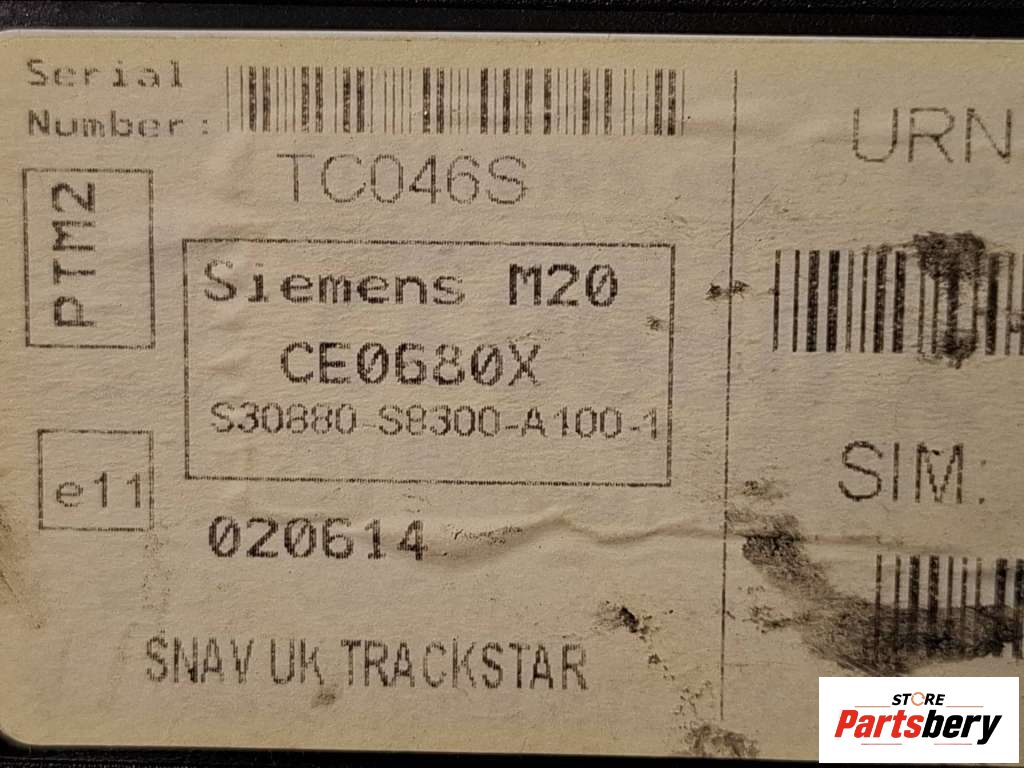 Serial
Number:
TC046S
PTM2
Siemens M20
CE0680X
S30880-S8300-A100-1
e11
020614
SNAV UK TRACKSTAR
URN
SIM:
STORE
Partsbery